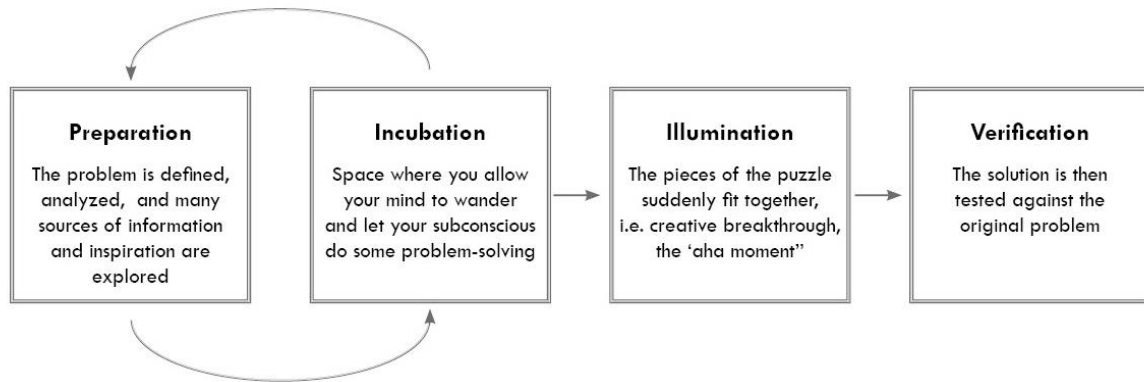 Preparation
The problem is defined,
analyzed, and many
sources of information
and inspiration are
explored
Incubation
Space where you allow
your mind to wander
and let your subconscious
do some problem-solving
Illumination
The pieces of the puzzle
suddenly fit together,
i.e. creative breakthrough,
the ‘aha moment”
Verification
The solution is then
tested against the
original problem